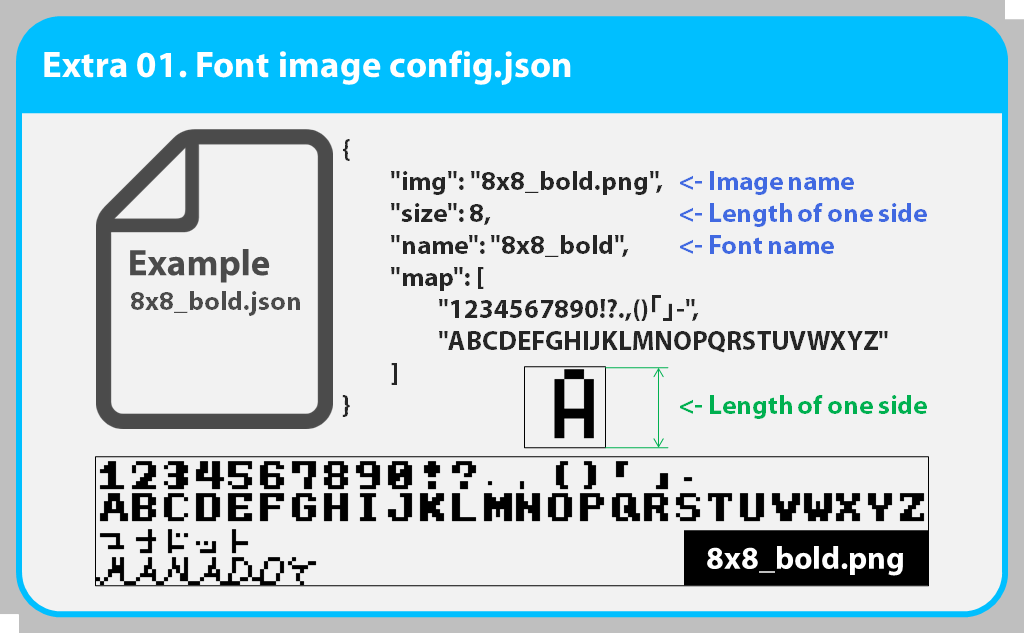 Extra 01. Font image config.json
Example
8x8_bold.json
{
"img": "8x8_bold.png", <- Image name
"size": 8, <- Length of one side
"name": "8x8_bold", <- Font name
"map": [
"1234567890!?.,()「」-",
"ABCDEFGHIJKLMNOPQRSTUVWXYZ"
]
}
A
<- Length of one side
1234567890!?.,()「」-
ABCDEFGHIJKLMNOPQRSTUVWXYZ
マナドット
MANADOT
8x8_bold.png